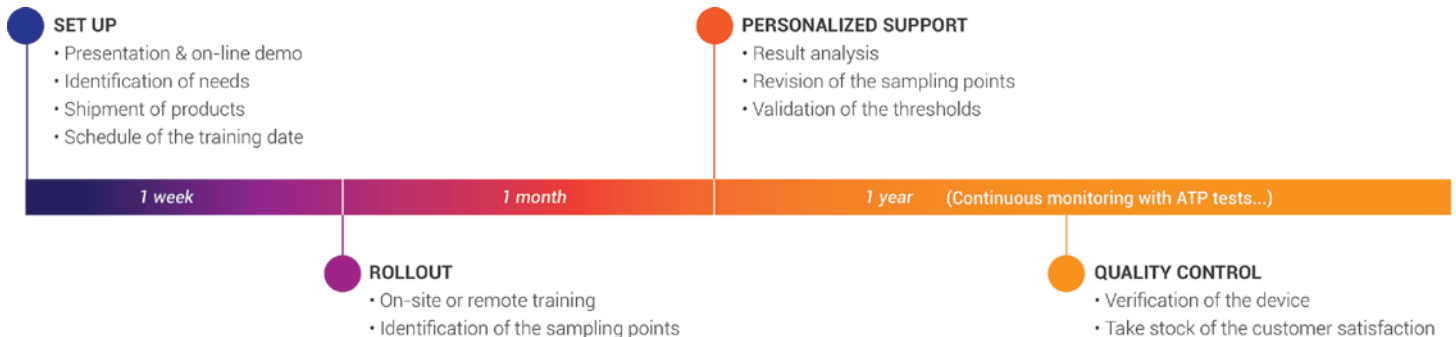 SET UP
• Presentation & on-line demo
• Identification of needs
• Shipment of products
• Schedule of the training date
PERSONALIZED SUPPORT
• Result analysis
• Revision of the sampling points
• Validation of the thresholds
1 week
1 month
1 year (Continuous monitoring with ATP tests...)
ROLLOUT
• On-site or remote training
• Identification of the sampling points
QUALITY CONTROL
• Verification of the device
• Take stock of the customer satisfaction